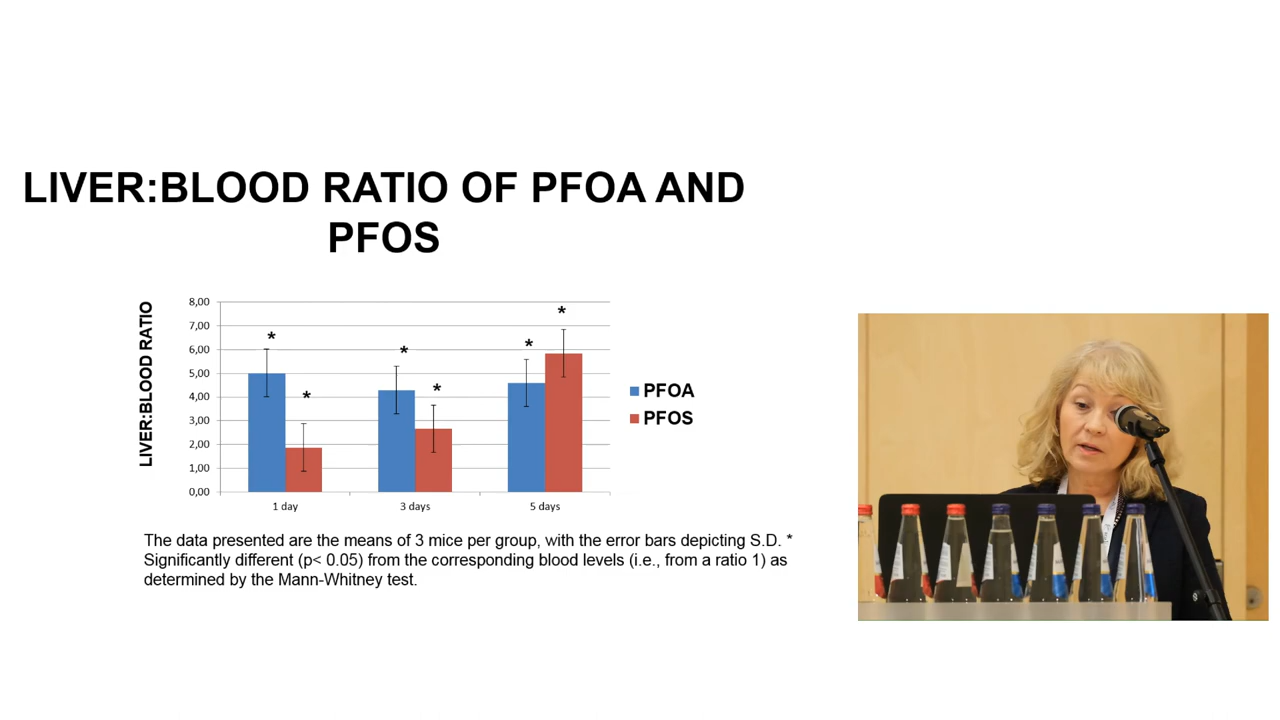 LIVER:BLOOD RATIO OF PFOA AND
PFOS
LIVER:BLOOD RATIO
8,00
7,00
6,00
5,00
4,00
3,00
2,00
1,00
0,00
*
*
*
*
*
*
1 day
3 days
5 days
PFOA
PFOS
The data presented are the means of 3 mice per group, with the error bars depicting S.D. *
Significantly different (p< 0.05) from the corresponding blood levels (i.e., from a ratio 1) as
determined by the Mann-Whitney test.